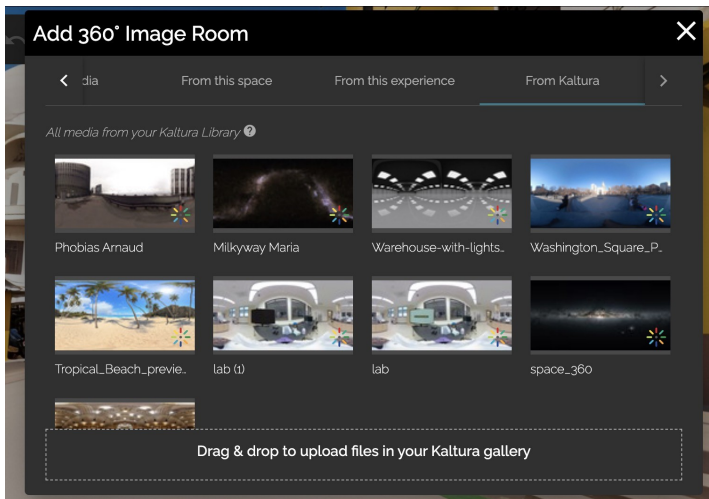 Add 360° Image Room
dia
From this space
From this experience
From Kaltura
All media from your Kaltura Library
Phobias Arnaud
Milkyway Maria
Warehouse-with-lights...
Washington_Square_P...
Tropical_Beach_previe...
lab (1)
lab
space_360
Drag & drop to upload files in your Kaltura gallery